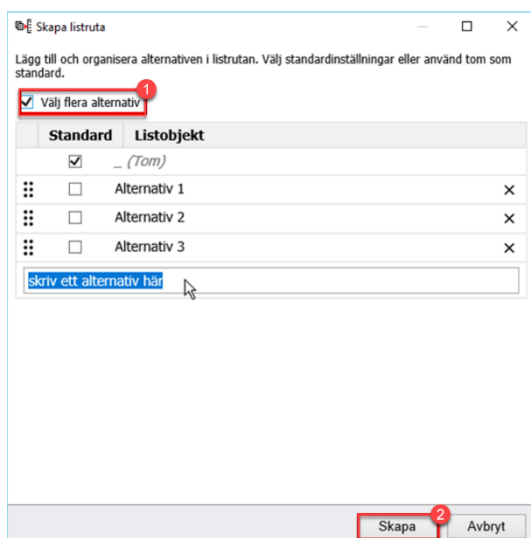 Skapa listruta
Lägg till och organisera alternativen i listrutan. Välj standardinställningar eller använd tom som
standard.
1
Välj flera alternativ
Standard Listobjekt
_ (Tom)
Alternativ 1
Alternativ 2
Alternativ 3
skriv ett alternativ här
2
Skapa Avbryt